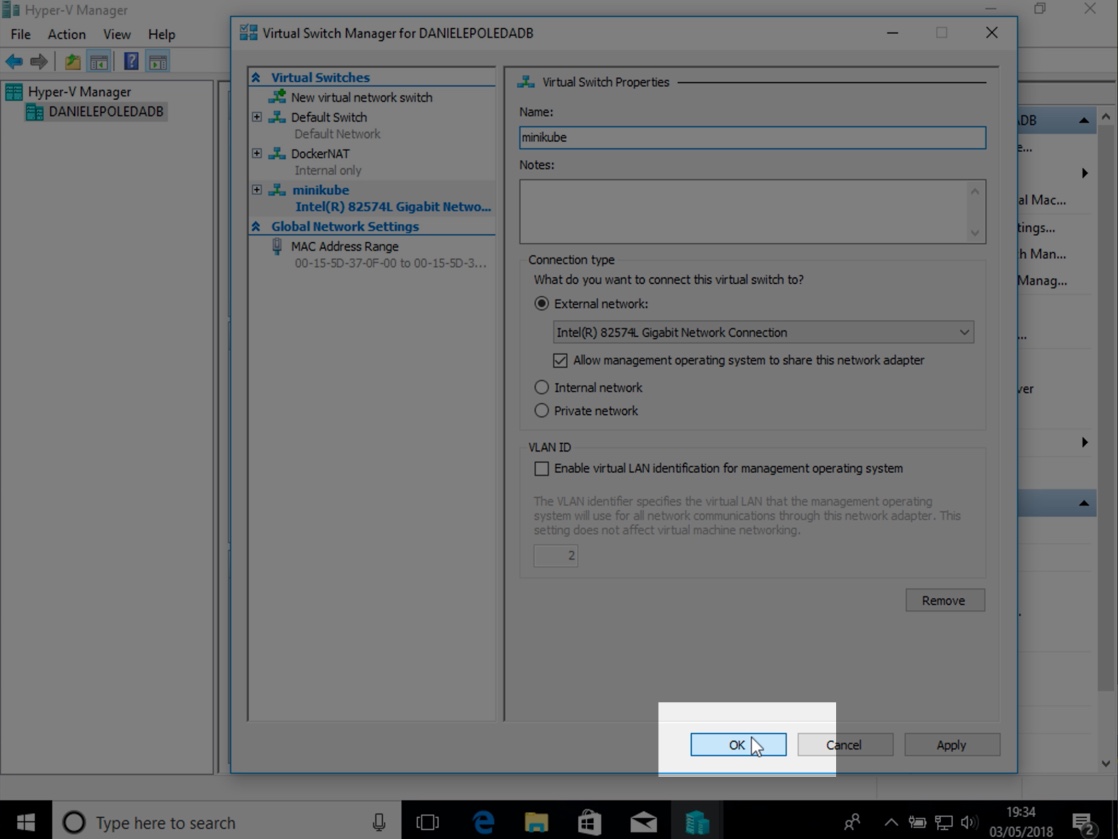 Hyper-V Manager
File Action View Help
Hyper-V Manager
DANIELEPOLEDADB
Virtual Switch Manager for DANIELEPOLEDADB
Virtual Switches
New virtual network switch
Default Switch
Default Network
DockerNAT
Internal only
minikube
Intel(R) 82574L Gigabit Netwo...
Global Network Settings
MAC Address Range
00-15-5D-37-0F-00 to 00-15-5D-3...
Virtual Switch Properties
Name:
minikube
Notes:
Connection type
What do you want to connect this virtual switch to?
External network:
Intel(R) 82574L Gigabit Network Connection
Allow management operating system to share this network adapter
Internal network
Private network
VLAN ID
Enable virtual LAN identification for management operating system
The VLAN identifier specifies the virtual LAN that the management operating
system will use for all network communications through this network adapter. This
setting does not affect virtual machine networking.
2
Remove
OK Cancel Apply
ADB
e...
al Mac...
tings...
h Man...
Manag...
...
ver
Type here to search
19:34
03/05/2018
2